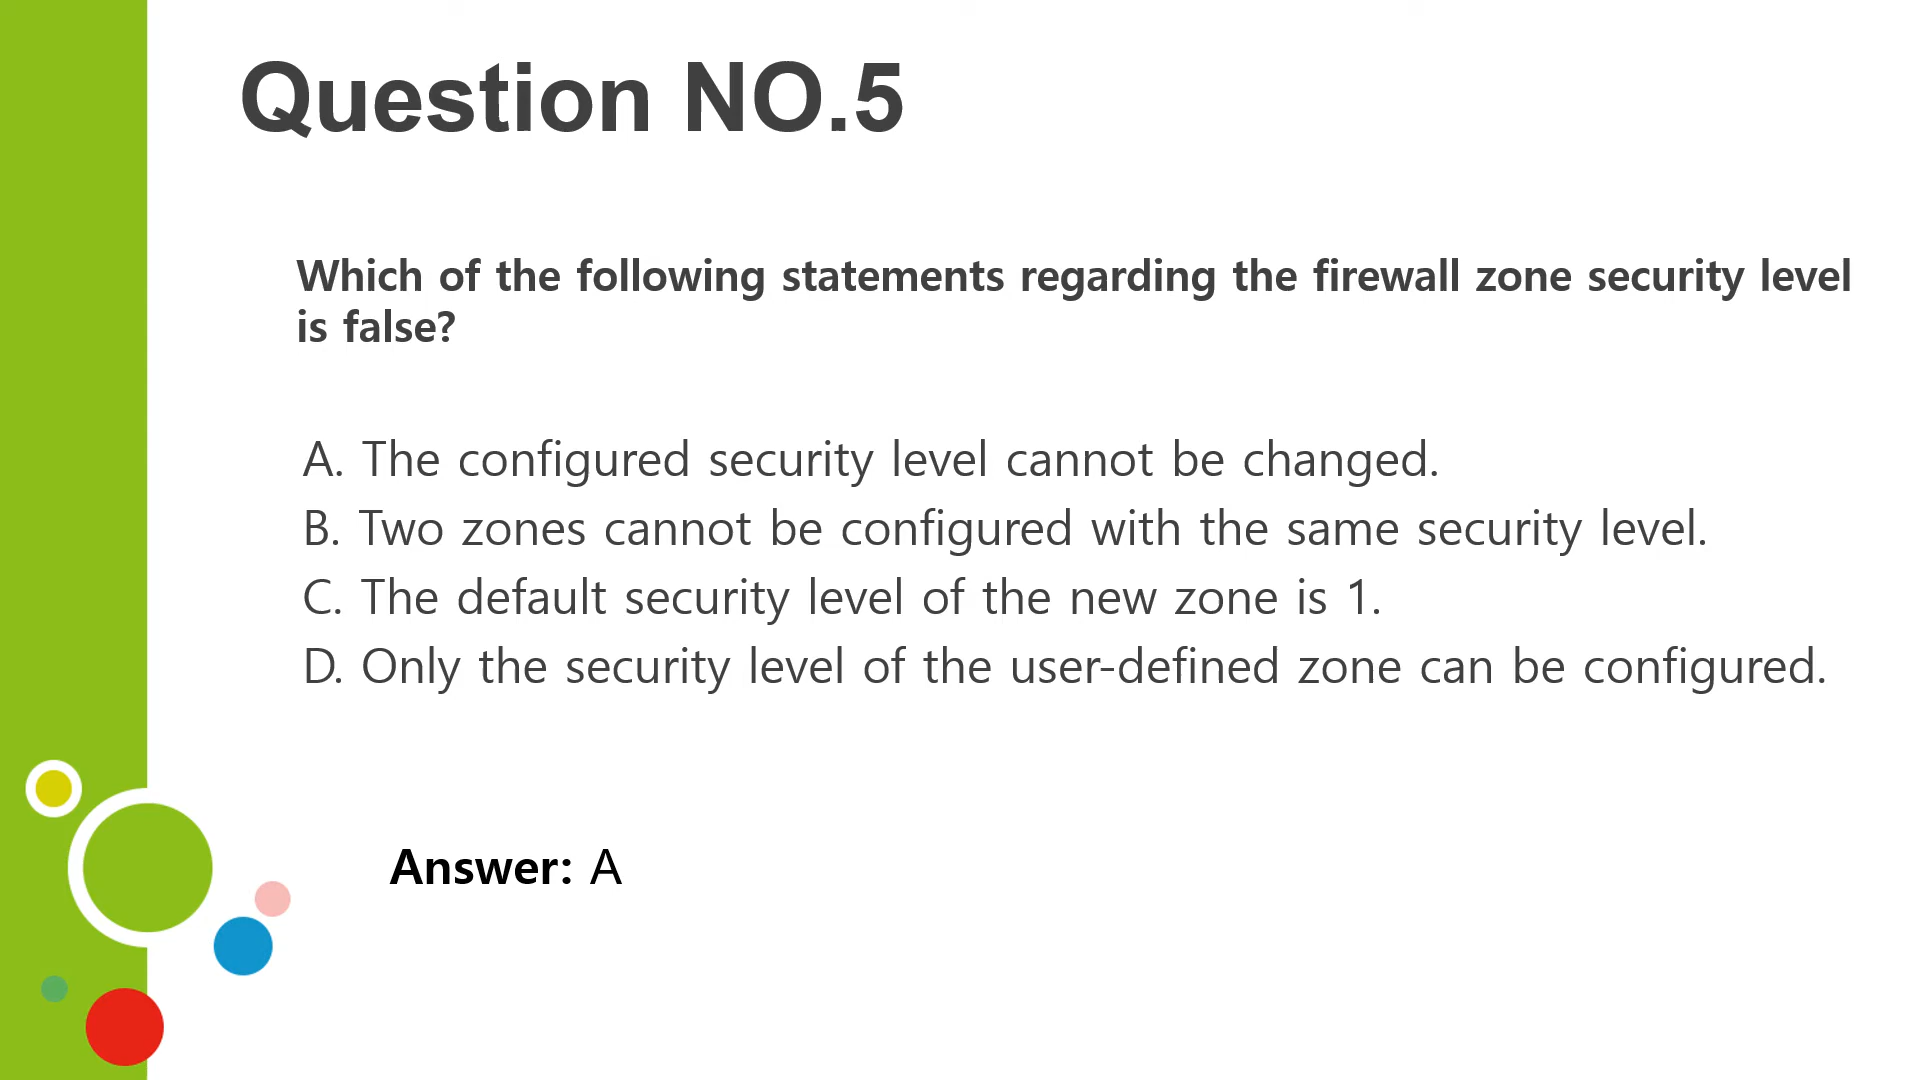 Question NO.5
Which of the following statements regarding the firewall zone security level
is false?
A. The configured security level cannot be changed.
B. Two zones cannot be configured with the same security level.
C. The default security level of the new zone is 1.
D. Only the security level of the user-defined zone can be configured.
Answer: A